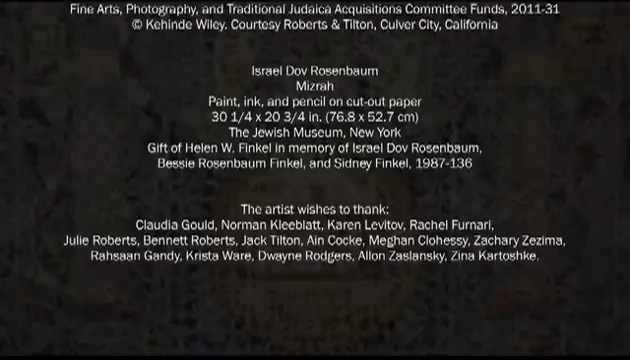 Fine Arts, Photography, and Traditional Judaica Acquisitions Committee Funds, 2011-31
© Kehinde Wiley. Courtesy Roberts & Tilton, Culver City, California
Israel Dov Rosenbaum
Mizrah
Paint, ink, and pencil on cut-out paper
30 1/4 x 20 3/4 in. (76.8 x 52.7 cm)
The Jewish Museum, New York
Gift of Helen W. Finkel in memory of Israel Dov Rosenbaum,
Bessie Rosenbaum Finkel, and Sidney Finkel, 1987-136
The artist wishes to thank:
Claudia Gould, Norman Kleeblatt, Karen Levitov, Rachel Furnari,
Julie Roberts, Bennett Roberts, Jack Tilton, Ain Cocke, Meghan Clohessy, Zachary Zezima,
Rahsaan Gandy, Krista Ware, Dwayne Rodgers, Allon Zaslansky, Zina Kartoshke.